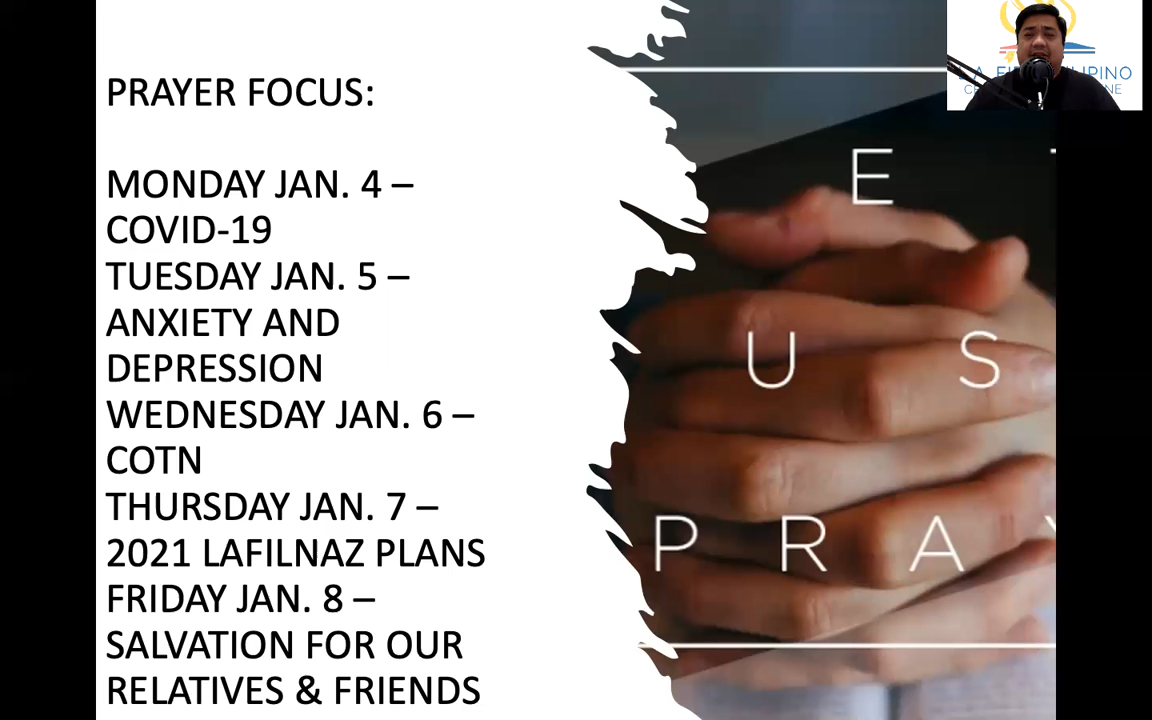 PRAYER FOCUS:
MONDAY JAN. 4 –
COVID-19
TUESDAY JAN. 5 –
ANXIETY AND
DEPRESSION
WEDNESDAY JAN. 6 –
COTN
THURSDAY JAN. 7 –
2021 LAFILNAZ PLANS
FRIDAY JAN. 8 –
SALVATION FOR OUR
RELATIVES & FRIENDS
E
U S
P R A